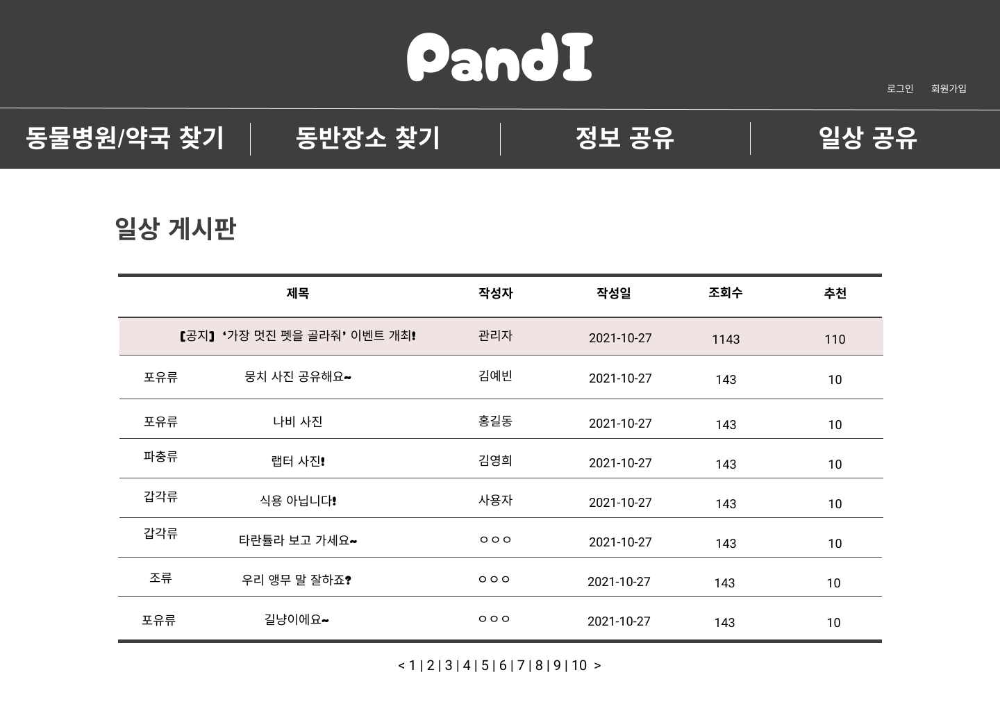 PandI
로그인 회원가입
동물병원/약국 찾기 동반장소 찾기 정보 공유 일상 공유
일상 게시판
제목 작성자 작성일 조회수 추천
[공지] ‘가장 멋진 펫을 골라줘’ 이벤트 개최! 관리자 2021-10-27 1143 110
포유류 뭉치 사진 공유해요~ 김예빈 2021-10-27 143 10
포유류 나비 사진 홍길동 2021-10-27 143 10
파충류 랩터 사진! 김영희 2021-10-27 143 10
갑각류 식용 아닙니다! 사용자 2021-10-27 143 10
갑각류 타란튤라 보고 가세요~ ㅇㅇㅇ 2021-10-27 143 10
조류 우리 앵무 말 잘하죠? ㅇㅇㅇ 2021-10-27 143 10
포유류 길냥이에요~ ㅇㅇㅇ 2021-10-27 143 10
< 1 | 2 | 3 | 4 | 5 | 6 | 7 | 8 | 9 | 10 >